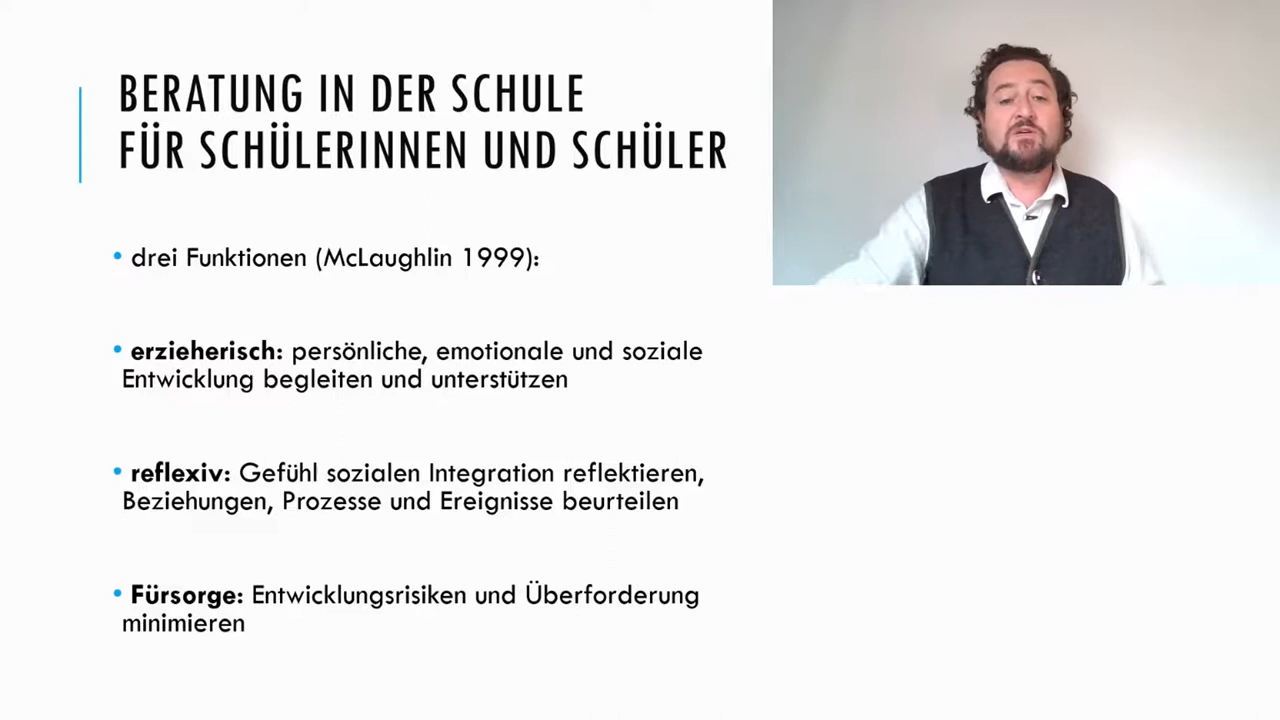 BERATUNG IN DER SCHULE
FÜR SCHÜLERINNEN UND SCHÜLER
• drei Funktionen (McLaughlin 1999):
• erzieherisch: persönliche, emotionale und soziale
Entwicklung begleiten und unterstützen
• reflexiv: Gefühl sozialen Integration reflektieren,
Beziehungen, Prozesse und Ereignisse beurteilen
• Fürsorge: Entwicklungsrisiken und Überforderung
minimieren